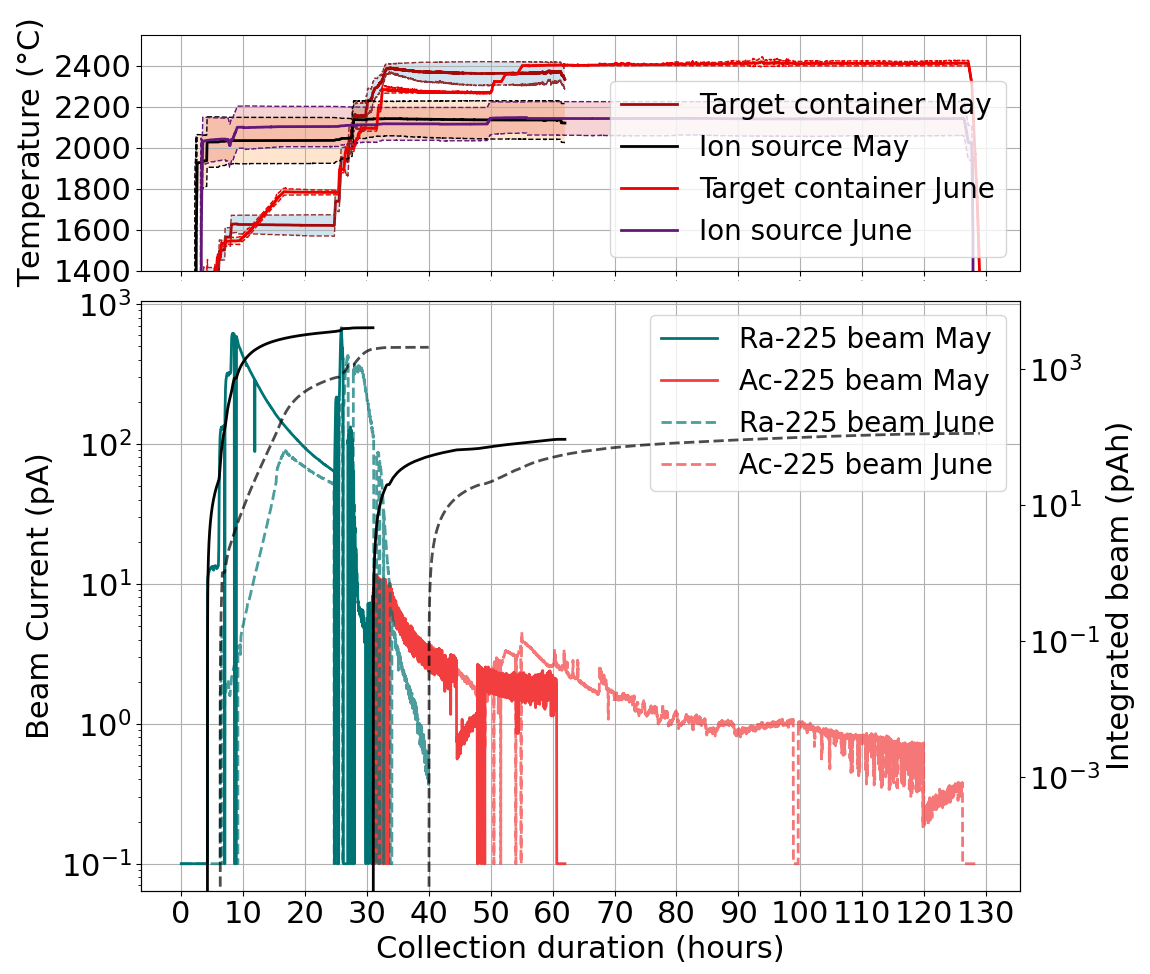 Temperature (°C)
2400
2200
2000
1800
1600
1400
Target container May
Ion source May
Target container June
Ion source June
Beam Current (pA)
10³
10²
10¹
10⁰
10⁻¹
Ra-225 beam May
Ac-225 beam May
Ra-225 beam June
Ac-225 beam June
10³
10¹
10⁻¹
10⁻³
Integrated beam (pAh)
0 10 20 30 40 50 60 70 80 90 100 110 120 130
Collection duration (hours)